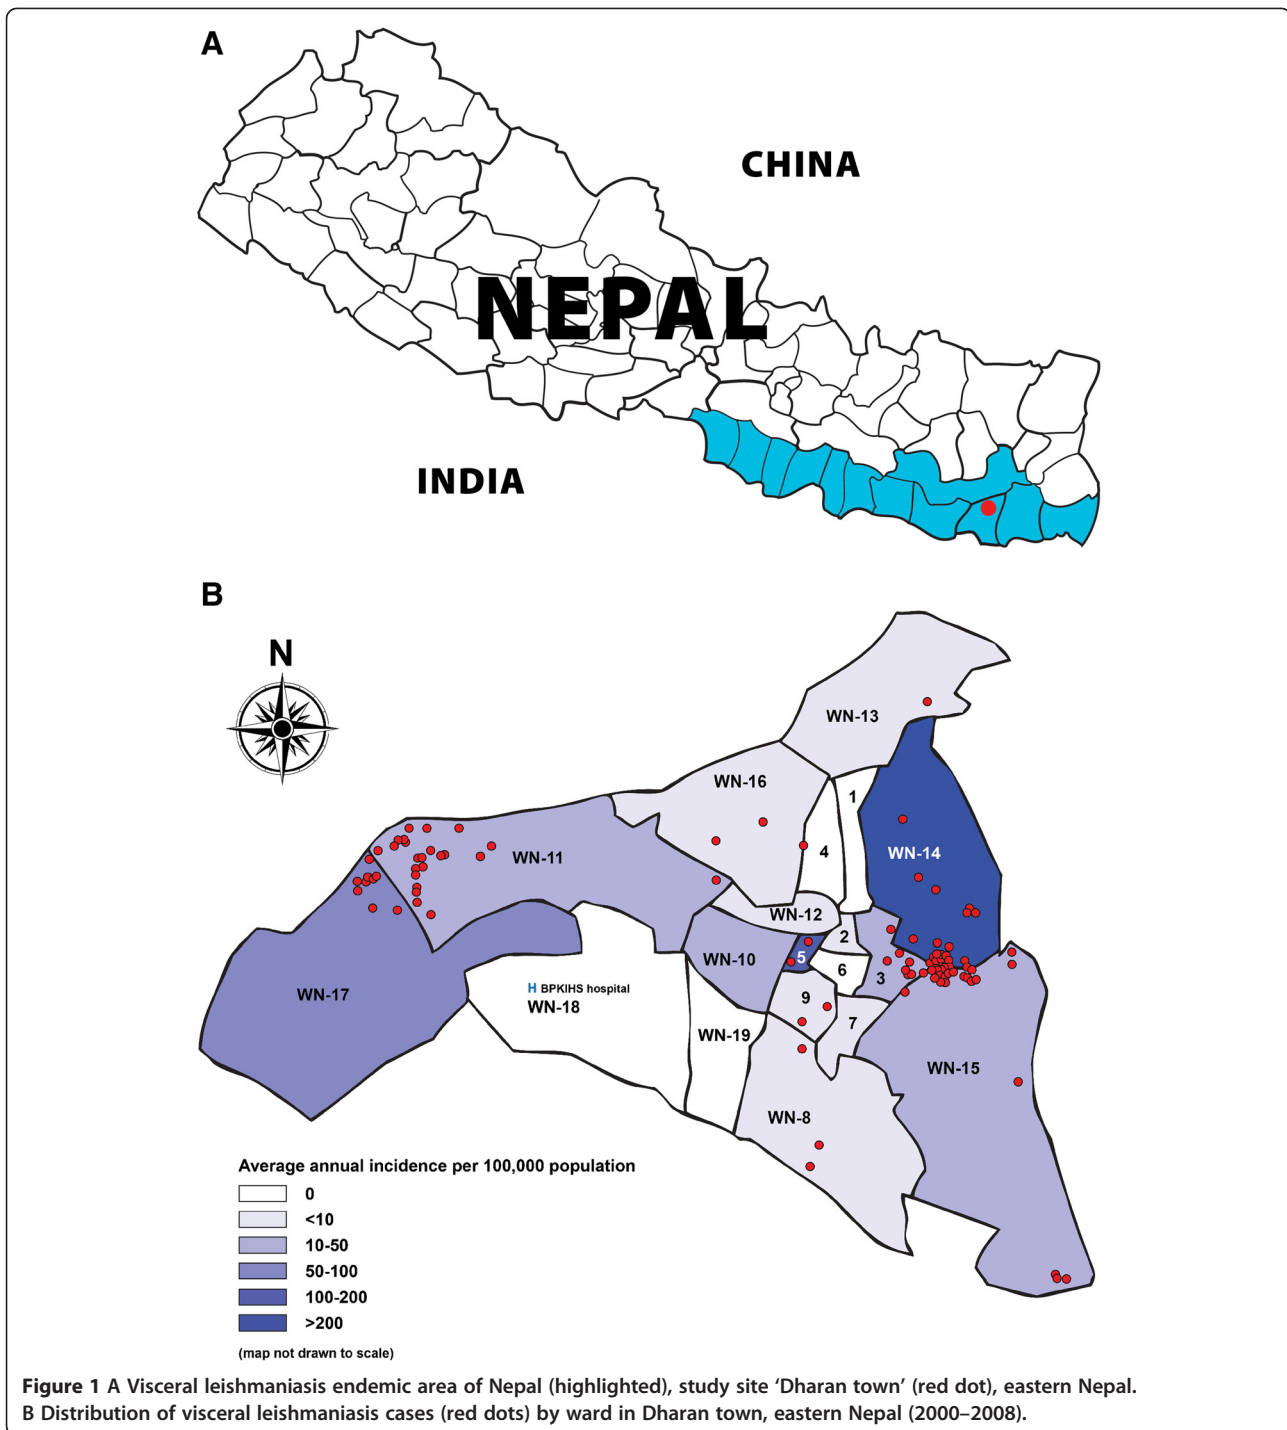 A
CHINA
NEPAL
INDIA
B
N
WN-13
WN-16
1
4
WN-14
WN-11
WN-12
2
5
WN-10
6
3
WN-17
H BPKIHS hospital
WN-18
9
7
WN-19
WN-15
WN-8
Average annual incidence per 100,000 population
0
<10
10-50
50-100
100-200
>200
(map not drawn to scale)
Figure 1 A Visceral leishmaniasis endemic area of Nepal (highlighted), study site ‘Dharan town’ (red dot), eastern Nepal.
B Distribution of visceral leishmaniasis cases (red dots) by ward in Dharan town, eastern Nepal (2000–2008).